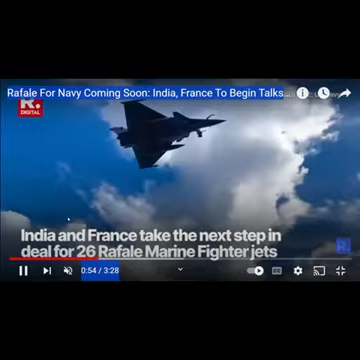 Rafale For Navy Coming Soon: India, France To Begin Talks...
R.
DIGITAL
India and France take the next step in
deal for 26 Rafale Marine Fighter jets
R.
0:54 / 3:28
CC